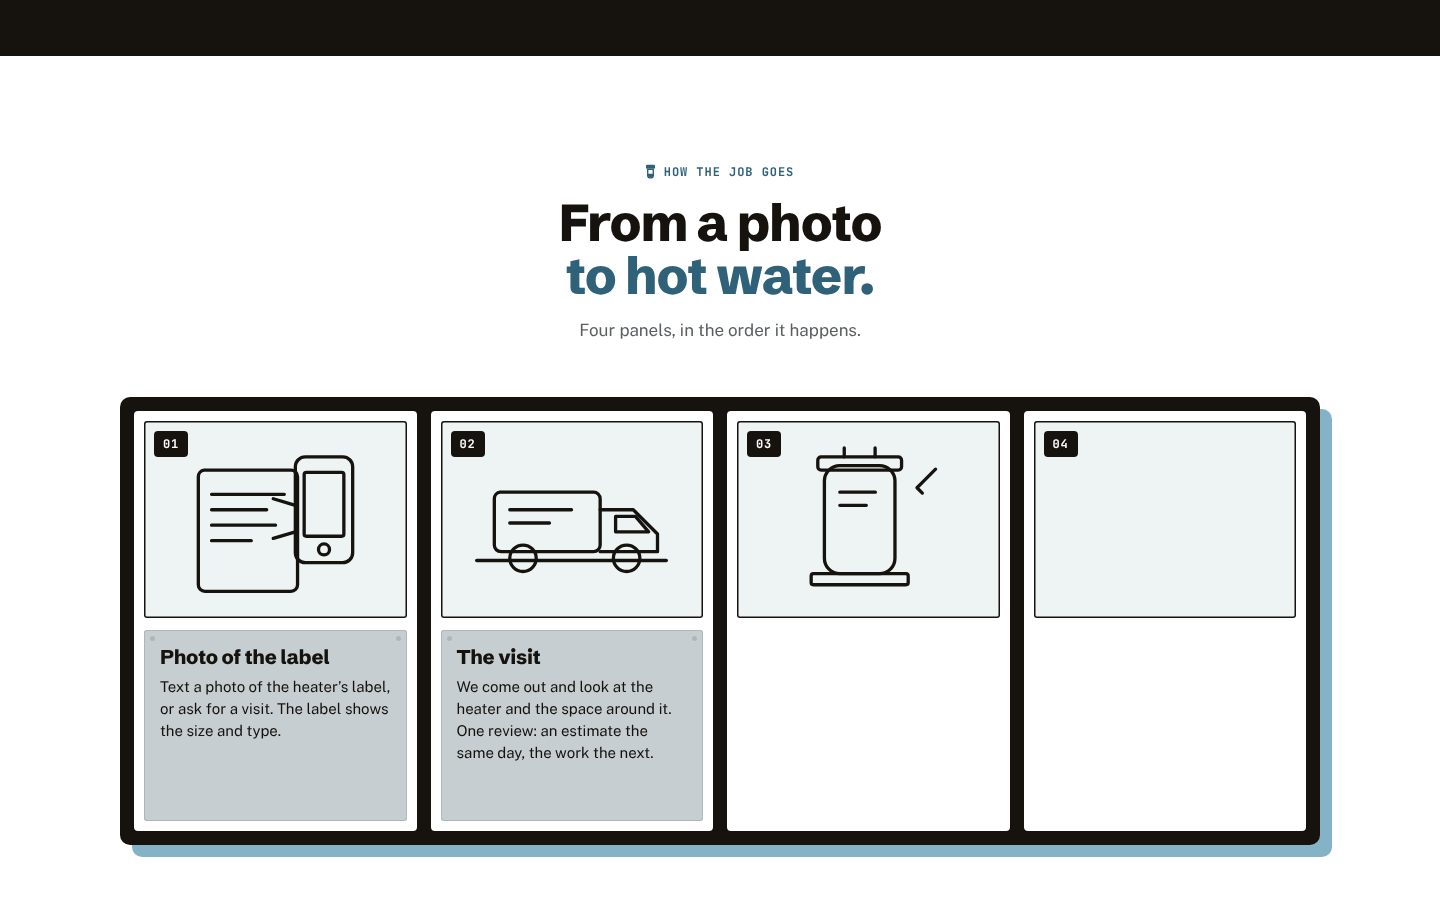 HOW THE JOB GOES
From a photo
to hot water.
Four panels, in the order it happens.
01
02
03
04
Photo of the label
Text a photo of the heater’s label,
or ask for a visit. The label shows
the size and type.
The visit
We come out and look at the
heater and the space around it.
One review: an estimate the
same day, the work the next.